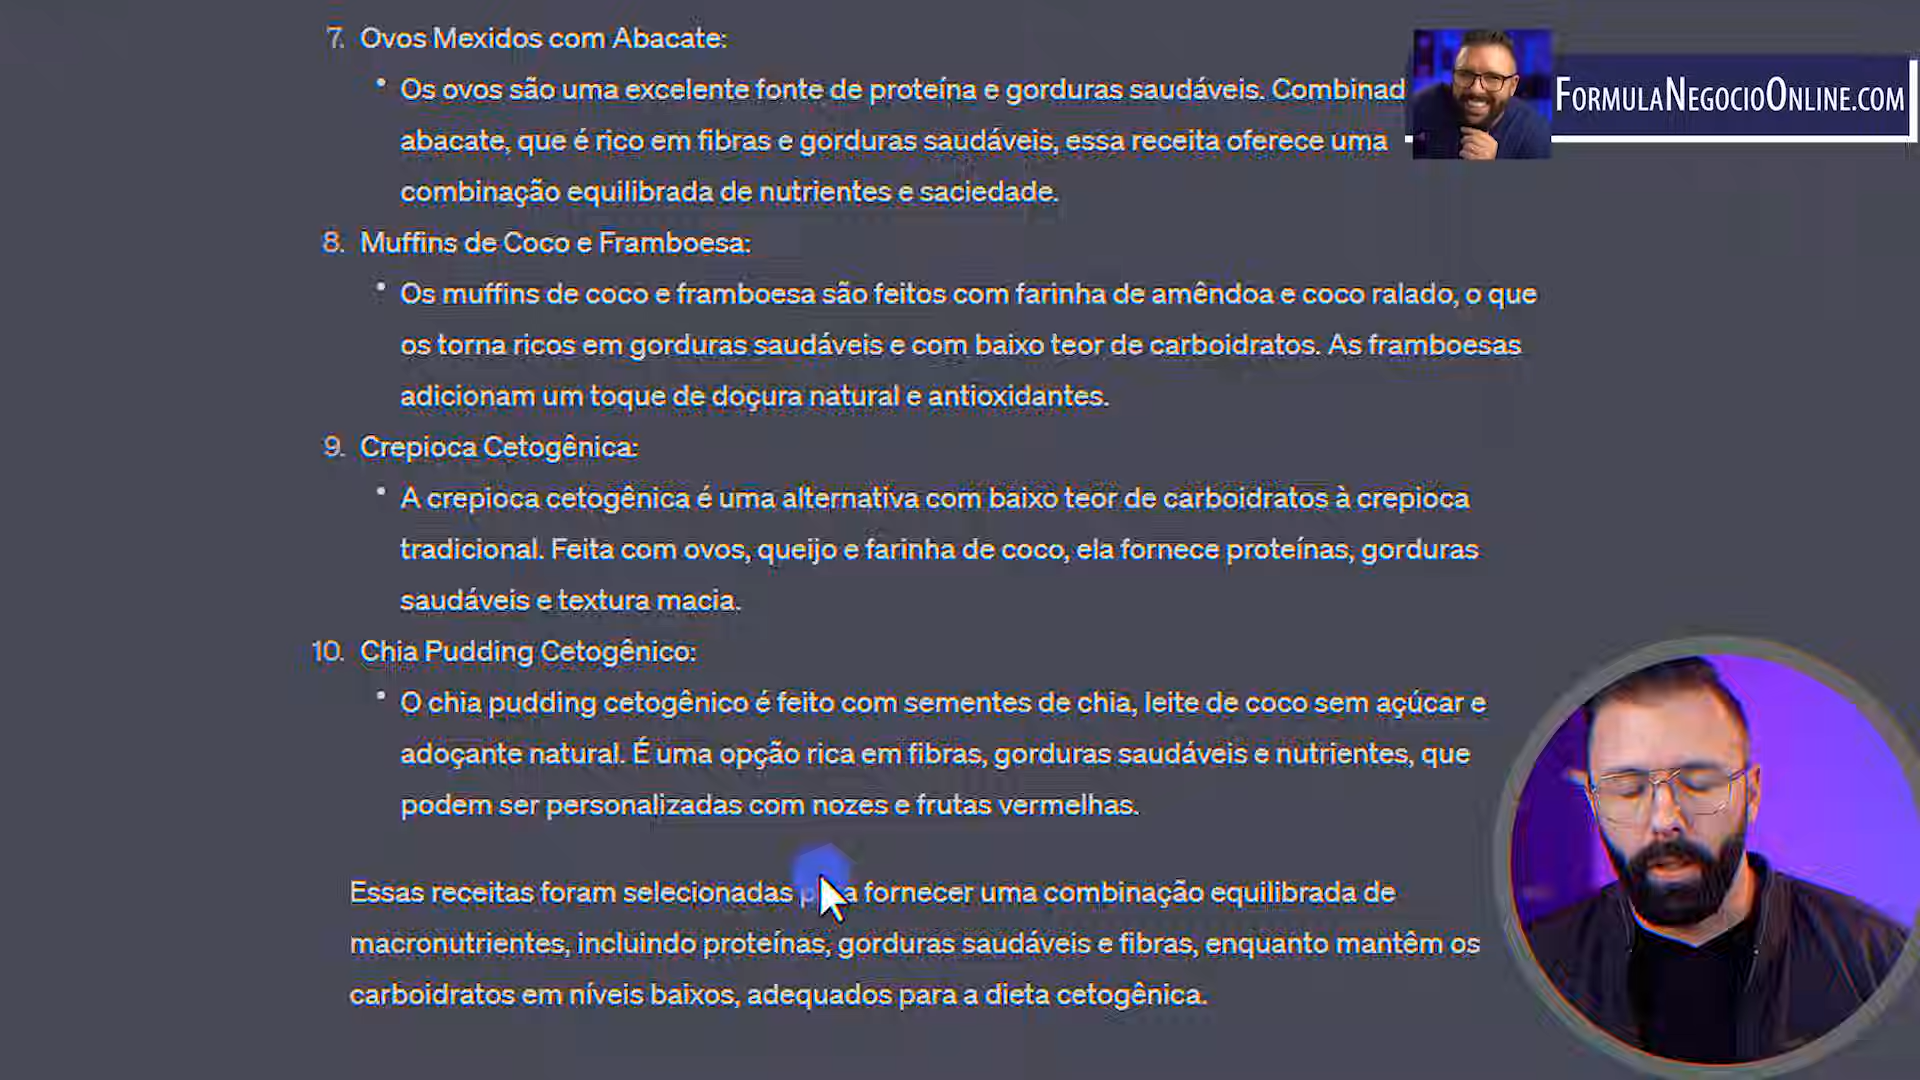 7. Ovos Mexidos com Abacate:
FORMULANEGOCIOONLINE.COM
• Os ovos são uma excelente fonte de proteína e gorduras saudáveis. Combinad
abacate, que é rico em fibras e gorduras saudáveis, essa receita oferece uma
combinação equilibrada de nutrientes e saciedade.
8. Muffins de Coco e Framboesa:
• Os muffins de coco e framboesa são feitos com farinha de amêndoa e coco ralado, o que
os torna ricos em gorduras saudáveis e com baixo teor de carboidratos. As framboesas
adicionam um toque de doçura natural e antioxidantes.
9. Crepioca Cetogênica:
• A crepioca cetogênica é uma alternativa com baixo teor de carboidratos à crepioca
tradicional. Feita com ovos, queijo e farinha de coco, ela fornece proteínas, gorduras
saudáveis e textura macia.
10. Chia Pudding Cetogênico:
• O chia pudding cetogênico é feito com sementes de chia, leite de coco sem açúcar e
adoçante natural. É uma opção rica em fibras, gorduras saudáveis e nutrientes, que
podem ser personalizadas com nozes e frutas vermelhas.
Essas receitas foram selecionadas fornecer uma combinação equilibrada de
macronutrientes, incluindo proteínas, gorduras saudáveis e fibras, enquanto mantêm os
carboidratos em níveis baixos, adequados para a dieta cetogênica.